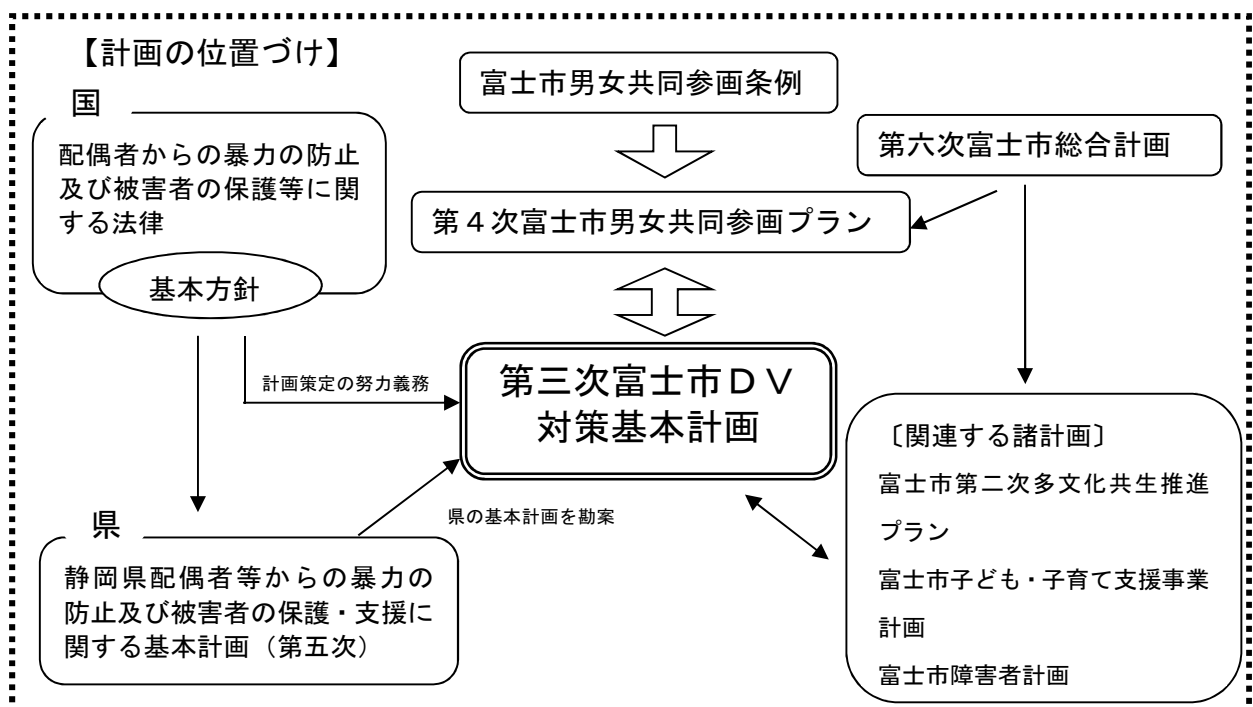 【計画の位置づけ】
国
配偶者からの暴力の防止
及び被害者の保護等に関
する法律
基本方針
富士市男女共同参画条例
第六次富士市総合計画
第４次富士市男女共同参画プラン
計画策定の努力義務
第三次富士市ＤＶ
対策基本計画
県の基本計画を勘案
県
静岡県配偶者等からの暴力の
防止及び被害者の保護・支援に
関する基本計画（第五次）
〔関連する諸計画〕
富士市第二次多文化共生推進
プラン
富士市子ども・子育て支援事業
計画
富士市障害者計画